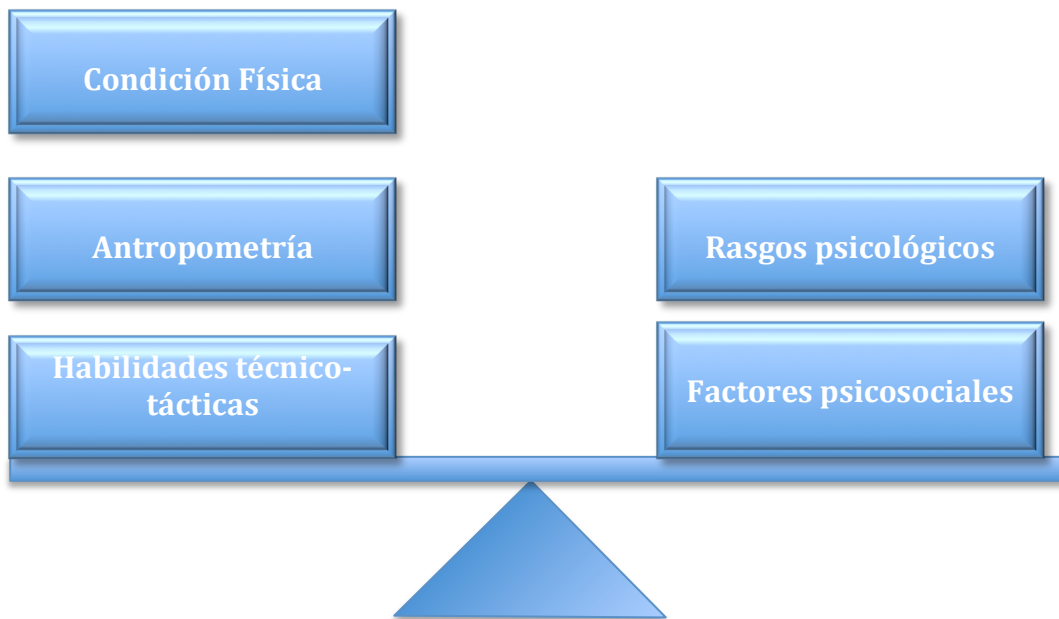 Condición Física
Antropometría
Rasgos psicológicos
Habilidades técnico-
tácticas
Factores psicosociales